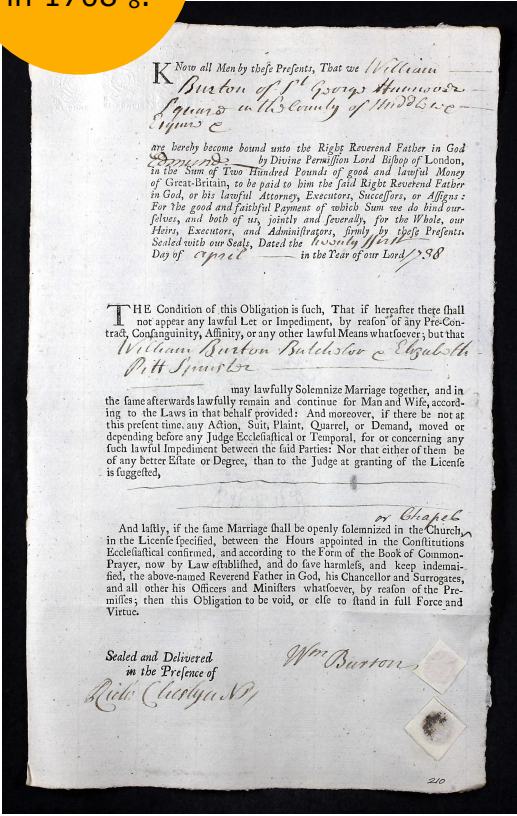 in 1768
KNow all Men by theſe Preſents, That we William
Burton of St George Hannover
Square in the County of Middlesex
Esquire &
are hereby become bound unto the Right Reverend Father in God
Edmund by Divine Permiſſion Lord Biſhop of London,
in the Sum of Two Hundred Pounds of good and lawful Money
of Great-Britain, to be paid to him the ſaid Right Reverend Father
in God, or his lawful Attorney, Executors, Succeſſors, or Aſſigns:
For the good and faithful Payment of which Sum we do bind our-
ſelves, and both of us, jointly and ſeverally, for the Whole, our
Heirs, Executors, and Adminiſtrators, firmly by theſe Preſents.
Sealed with our Seals, Dated the twenty ffirst
Day of april in the Year of our Lord 1738
THE Condition of this Obligation is ſuch, That if hereafter there ſhall
not appear any lawful Let or Impediment, by reaſon of any Pre-Con-
tract, Conſanguinity, Affinity, or any other lawful Means whatſoever; but that
William Burton Batchelor & Elizabeth
Pitt Spinster
may lawfully Solemnize Marriage together, and in
the ſame afterwards lawfully remain and continue for Man and Wife, accord-
ing to the Laws in that behalf provided: And moreover, if there be not at
this preſent time, any Action, Suit, Plaint, Quarrel, or Demand, moved or
depending before any Judge Eccleſiaſtical or Temporal, for or concerning any
ſuch lawful Impediment between the ſaid Parties: Nor that either of them be
of any better Eſtate or Degree, than to the Judge at granting of the License
is ſuggeſted,
or Chapel
And laſtly, if the ſame Marriage ſhall be openly ſolemnized in the Church,
in the License ſpecified, between the Hours appointed in the Conſtitutions
Eccleſiaſtical confirmed, and according to the Form of the Book of Common-
Prayer, now by Law eſtabliſhed, and do ſave harmleſs, and keep indemni-
fied, the above-named Reverend Father in God, his Chancellor and Surrogates,
and all other his Officers and Miniſters whatſoever, by reaſon of the Pre-
miſſes; then this Obligation to be void, or elſe to ſtand in full Force and
Virtue.
Sealed and Delivered
in the Preſence of
Wm Burton
Richd Cheslyn NP
210